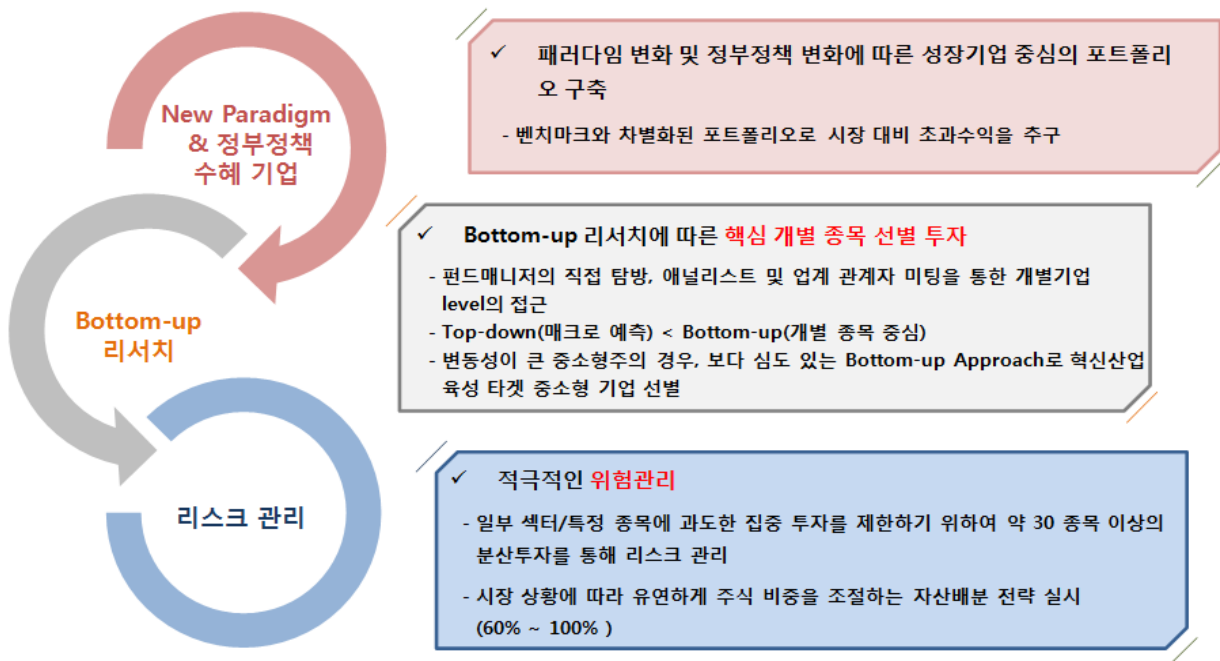 New Paradigm
& 정부정책
수혜 기업
✓ 패러다임 변화 및 정부정책 변화에 따른 성장기업 중심의 포트폴리
오 구축
- 벤치마크와 차별화된 포트폴리오로 시장 대비 초과수익을 추구
Bottom-up
리서치
✓ Bottom-up 리서치에 따른 핵심 개별 종목 선별 투자
- 펀드매니저의 직접 탐방, 애널리스트 및 업계 관계자 미팅을 통한 개별기업
level의 접근
- Top-down(매크로 예측) < Bottom-up(개별 종목 중심)
- 변동성이 큰 중소형주의 경우, 보다 심도 있는 Bottom-up Approach로 혁신산업
육성 타겟 중소형 기업 선별
리스크 관리
✓ 적극적인 위험관리
- 일부 섹터/특정 종목에 과도한 집중 투자를 제한하기 위하여 약 30 종목 이상의
분산투자를 통해 리스크 관리
- 시장 상황에 따라 유연하게 주식 비중을 조절하는 자산배분 전략 실시
(60% ~ 100% )